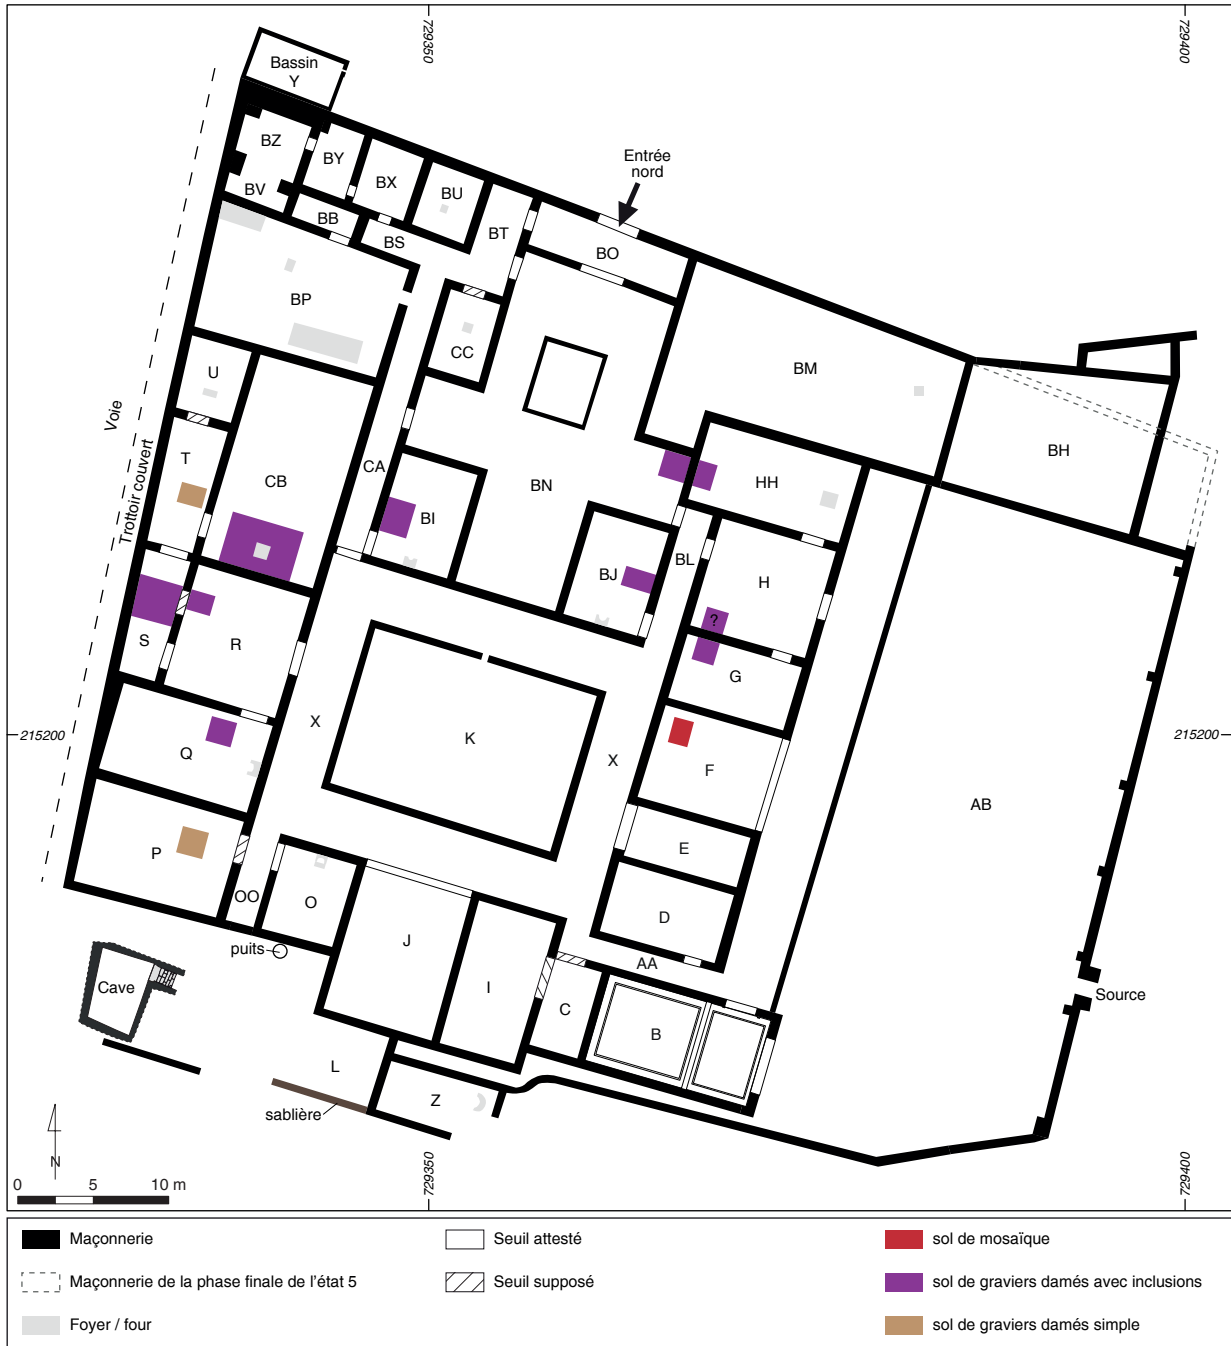 729350
729400
Bassin
Y
BZ
BY
BX
BU
BV
BB
BS
BT
Entrée
nord
BO
BP
CC
BM
U
Voie
Trottoir couvert
T
CB
CA
BI
BN
HH
BH
BJ
BL
H
?
S
R
G
X
K
X
F
Q
215200
215200
AB
P
E
OO
O
D
puits
J
AA
I
C
B
Cave
Source
L
Z
sablière
N
0 5 10 m
729350
729400
Maçonnerie
Maçonnerie de la phase finale de l'état 5
Foyer / four
Seuil attesté
Seuil supposé
sol de mosaïque
sol de graviers damés avec inclusions
sol de graviers damés simple